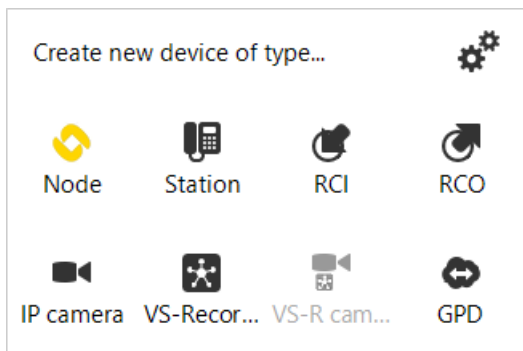 Create new device of type...
Node Station RCI RCO
IP camera VS-Recor... VS-R cam... GPD